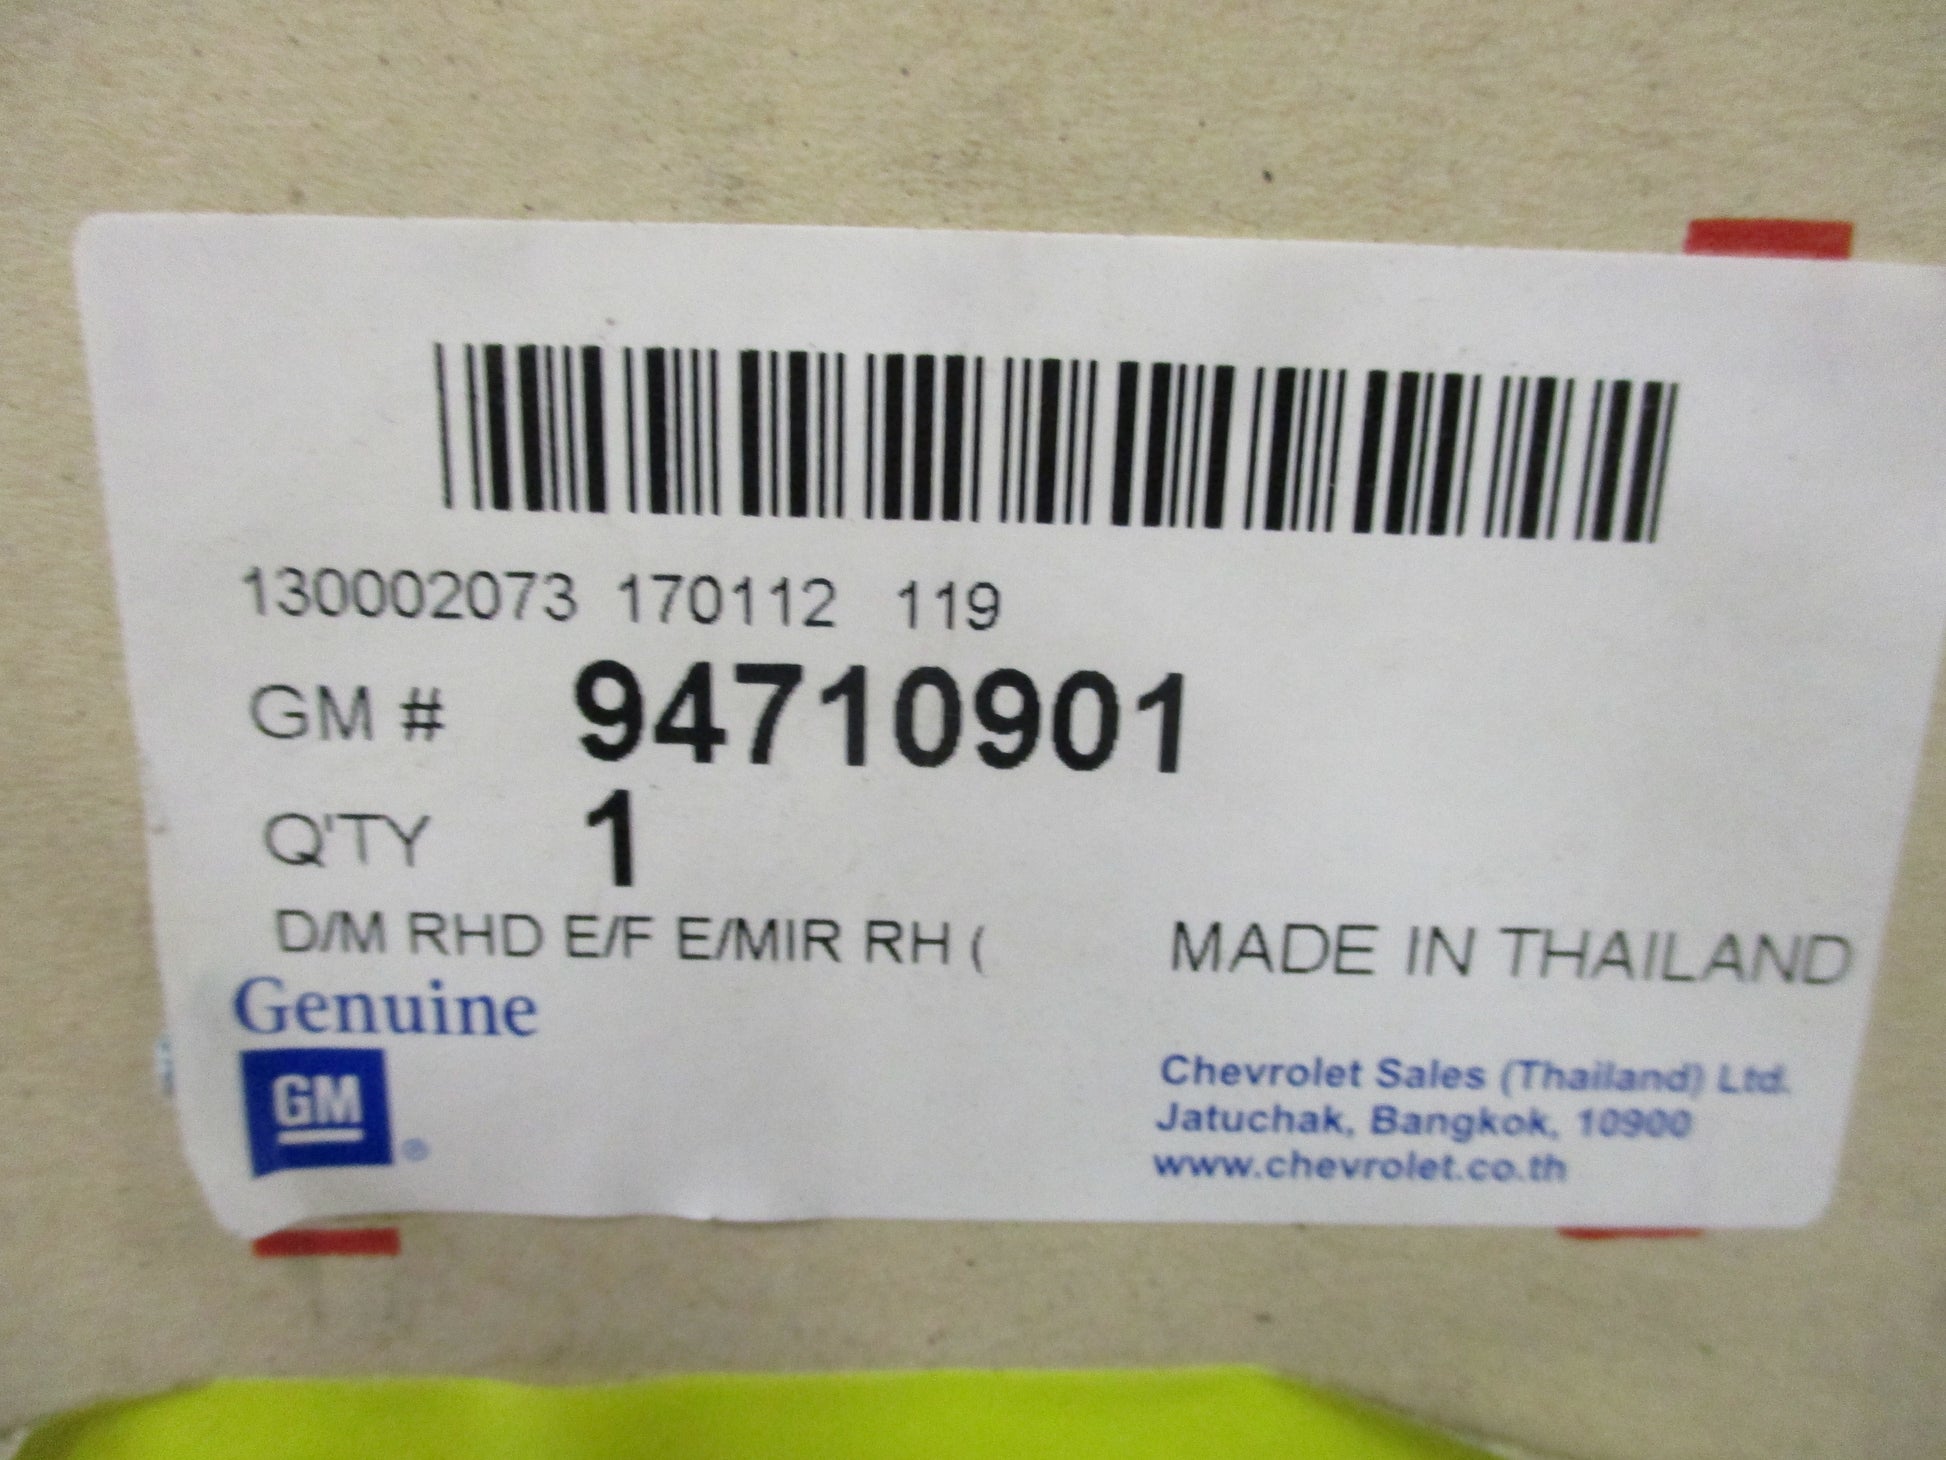 130002073 170112 119
GM # 94710901
Q'TY 1
D/M RHD E/F E/MIR RH (
MADE IN THAILAND
Genuine
GM ®
Chevrolet Sales (Thailand) Ltd.
Jatuchak, Bangkok, 10900
www.chevrolet.co.th